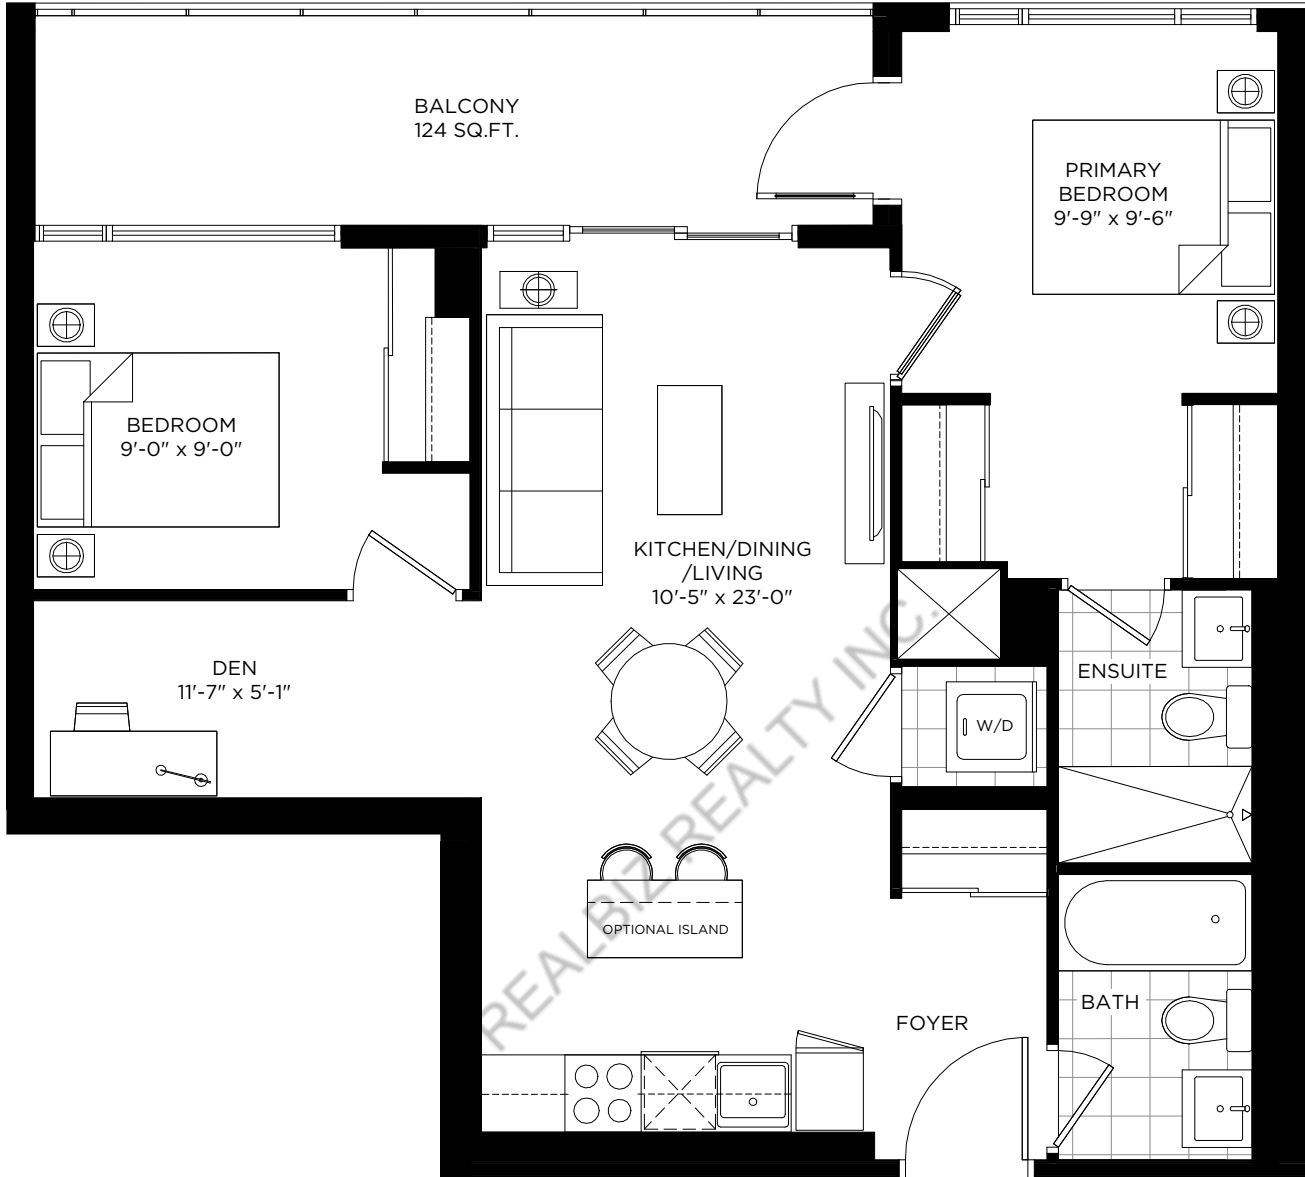 BALCONY
124 SQ.FT.
PRIMARY
BEDROOM
9'-9" x 9'-6"
BEDROOM
9'-0" x 9'-0"
KITCHEN/DINING
/LIVING
10'-5" x 23'-0"
DEN
11'-7" x 5'-1"
ENSUITE
W/D
OPTIONAL ISLAND
BATH
FOYER
REALBIZ REALTY INC.